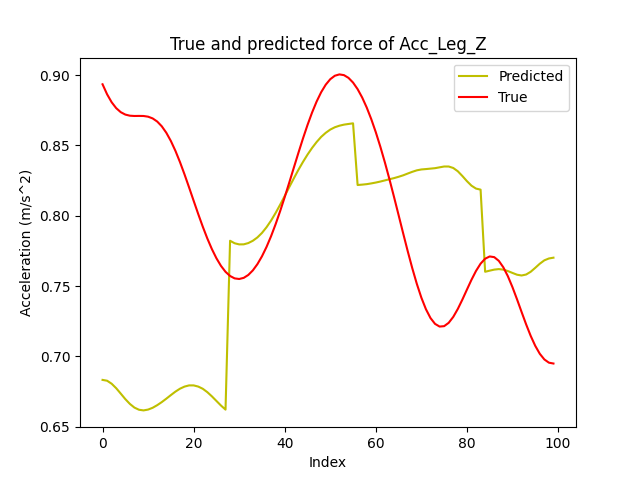 True and predicted force of Acc_Leg_Z
Predicted
True
Acceleration (m/s^2)
0.90
0.85
0.80
0.75
0.70
0.65
0 20 40 60 80 100
Index